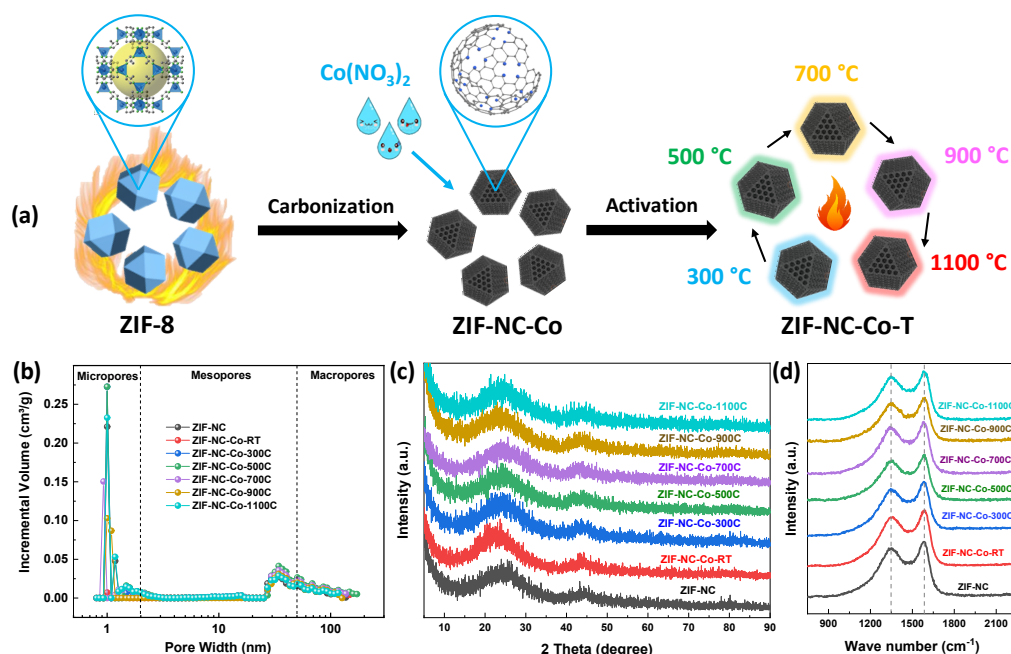 Co(NO₃)₂
700 °C
500 °C
900 °C
(a)
Carbonization
Activation
300 °C
1100 °C
ZIF-8
ZIF-NC-Co
ZIF-NC-Co-T
(b)
Micropores
Mesopores
Macropores
0.25
0.20
0.15
0.10
0.05
0.00
Incremental Volume (cm³/g)
ZIF-NC
ZIF-NC-Co-RT
ZIF-NC-Co-300C
ZIF-NC-Co-500C
ZIF-NC-Co-700C
ZIF-NC-Co-900C
ZIF-NC-Co-1100C
1 10 100
Pore Width (nm)
(c)
Intensity (a.u.)
ZIF-NC-Co-1100C
ZIF-NC-Co-900C
ZIF-NC-Co-700C
ZIF-NC-Co-500C
ZIF-NC-Co-300C
ZIF-NC-Co-RT
ZIF-NC
10 20 30 40 50 60 70 80 90
2 Theta (degree)
(d)
Intensity (a.u.)
ZIF-NC-Co-1100C
ZIF-NC-Co-900C
ZIF-NC-Co-700C
ZIF-NC-Co-500C
ZIF-NC-Co-300C
ZIF-NC-Co-RT
ZIF-NC
900 1200 1500 1800 2100
Wave number (cm⁻¹)